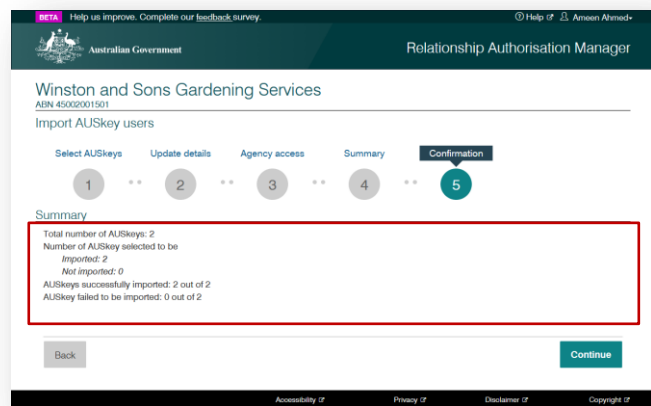 BETA Help us improve. Complete our feedback survey. Help Ameen Ahmed
Australian Government Relationship Authorisation Manager
Winston and Sons Gardening Services
ABN 45002001501
Import AUSkey users
Select AUSkeys Update details Agency access Summary Confirmation
1 2 3 4 5
Summary
Total number of AUSkeys: 2
Number of AUSkey selected to be
Imported: 2
Not imported: 0
AUSkeys successfully imported: 2 out of 2
AUSkey failed to be imported: 0 out of 2
Back Continue
Accessibility Privacy Disclaimer Copyright